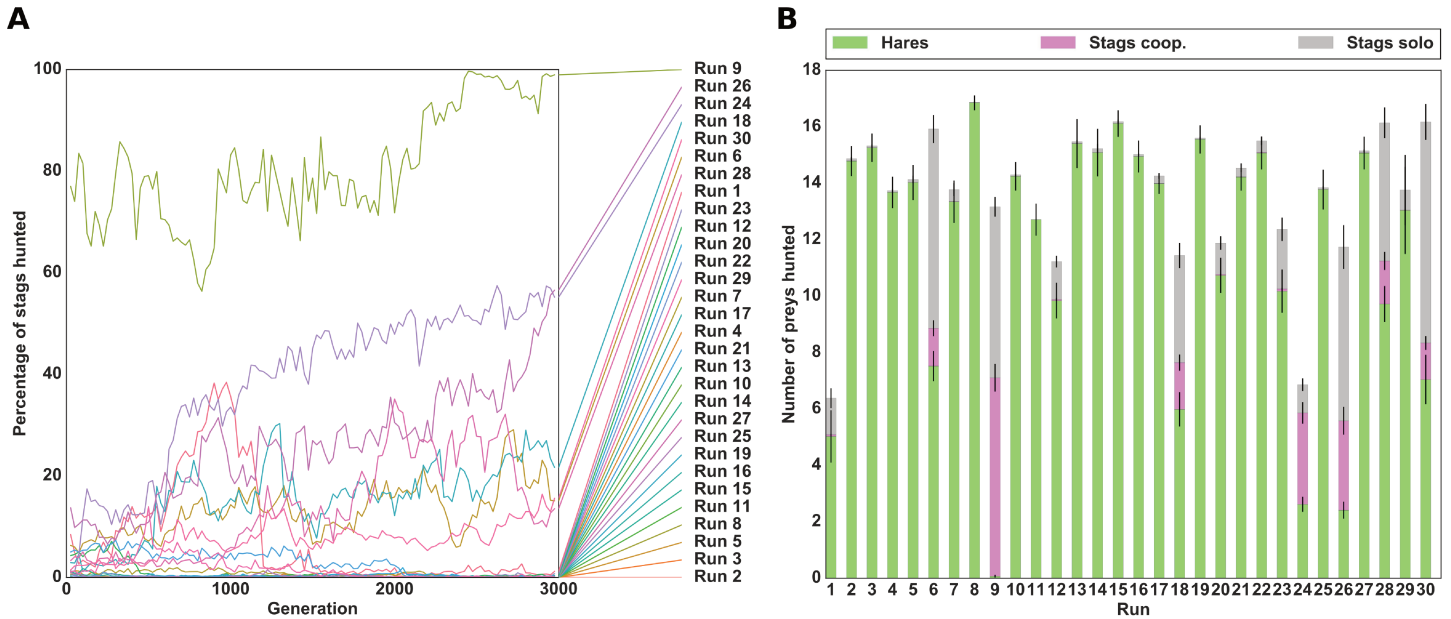 A
B
Hares Stags coop. Stags solo
Percentage of stags hunted
100
80
60
40
20
0
0 1000 2000 3000
Generation
Run 9
Run 26
Run 24
Run 18
Run 30
Run 6
Run 28
Run 1
Run 23
Run 12
Run 20
Run 22
Run 29
Run 7
Run 17
Run 4
Run 21
Run 13
Run 10
Run 14
Run 27
Run 25
Run 19
Run 16
Run 15
Run 11
Run 8
Run 5
Run 3
Run 2
Number of preys hunted
18
16
14
12
10
8
6
4
2
0
1 2 3 4 5 6 7 8 9 10 11 12 13 14 15 16 17 18 19 20 21 22 23 24 25 26 27 28 29 30
Run